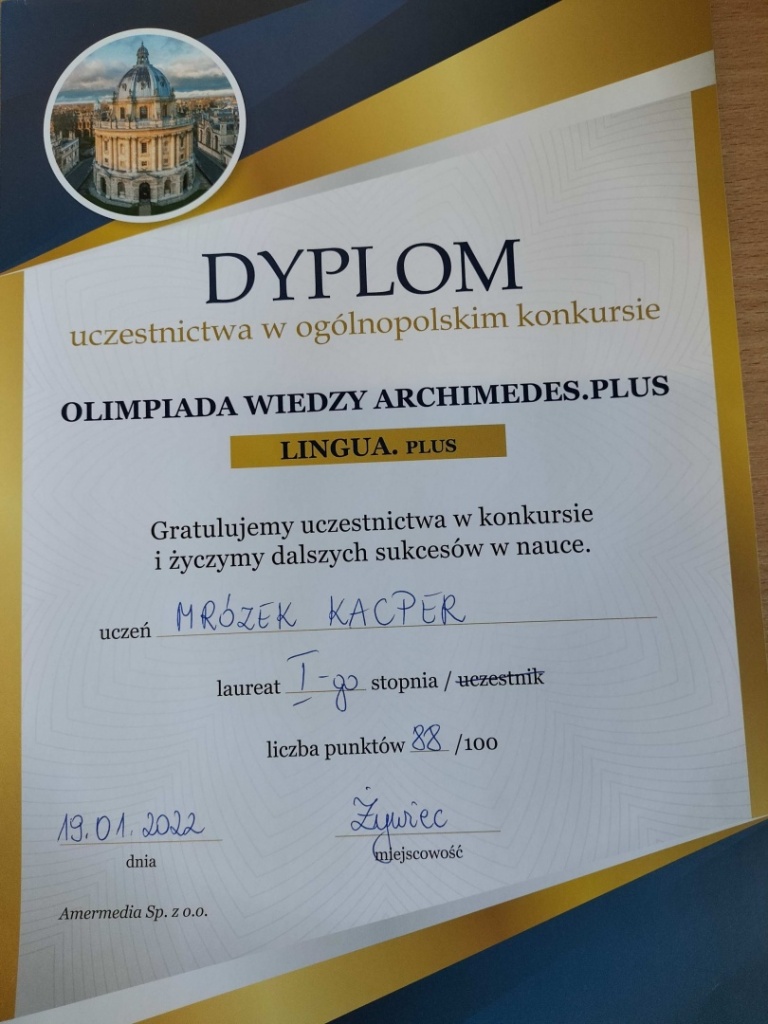 DYPLOM
uczestnictwa w ogólnopolskim konkursie
OLIMPIADA WIEDZY ARCHIMEDES.PLUS
LINGUA. PLUS
Gratulujemy uczestnictwa w konkursie
i życzymy dalszych sukcesów w nauce.
uczeń MRÓZEK KACPER
laureat I-go stopnia / uczestnik
liczba punktów 88 /100
19.01.2022 Żywiec
dnia miejscowość
Amermedia Sp. z o.o.